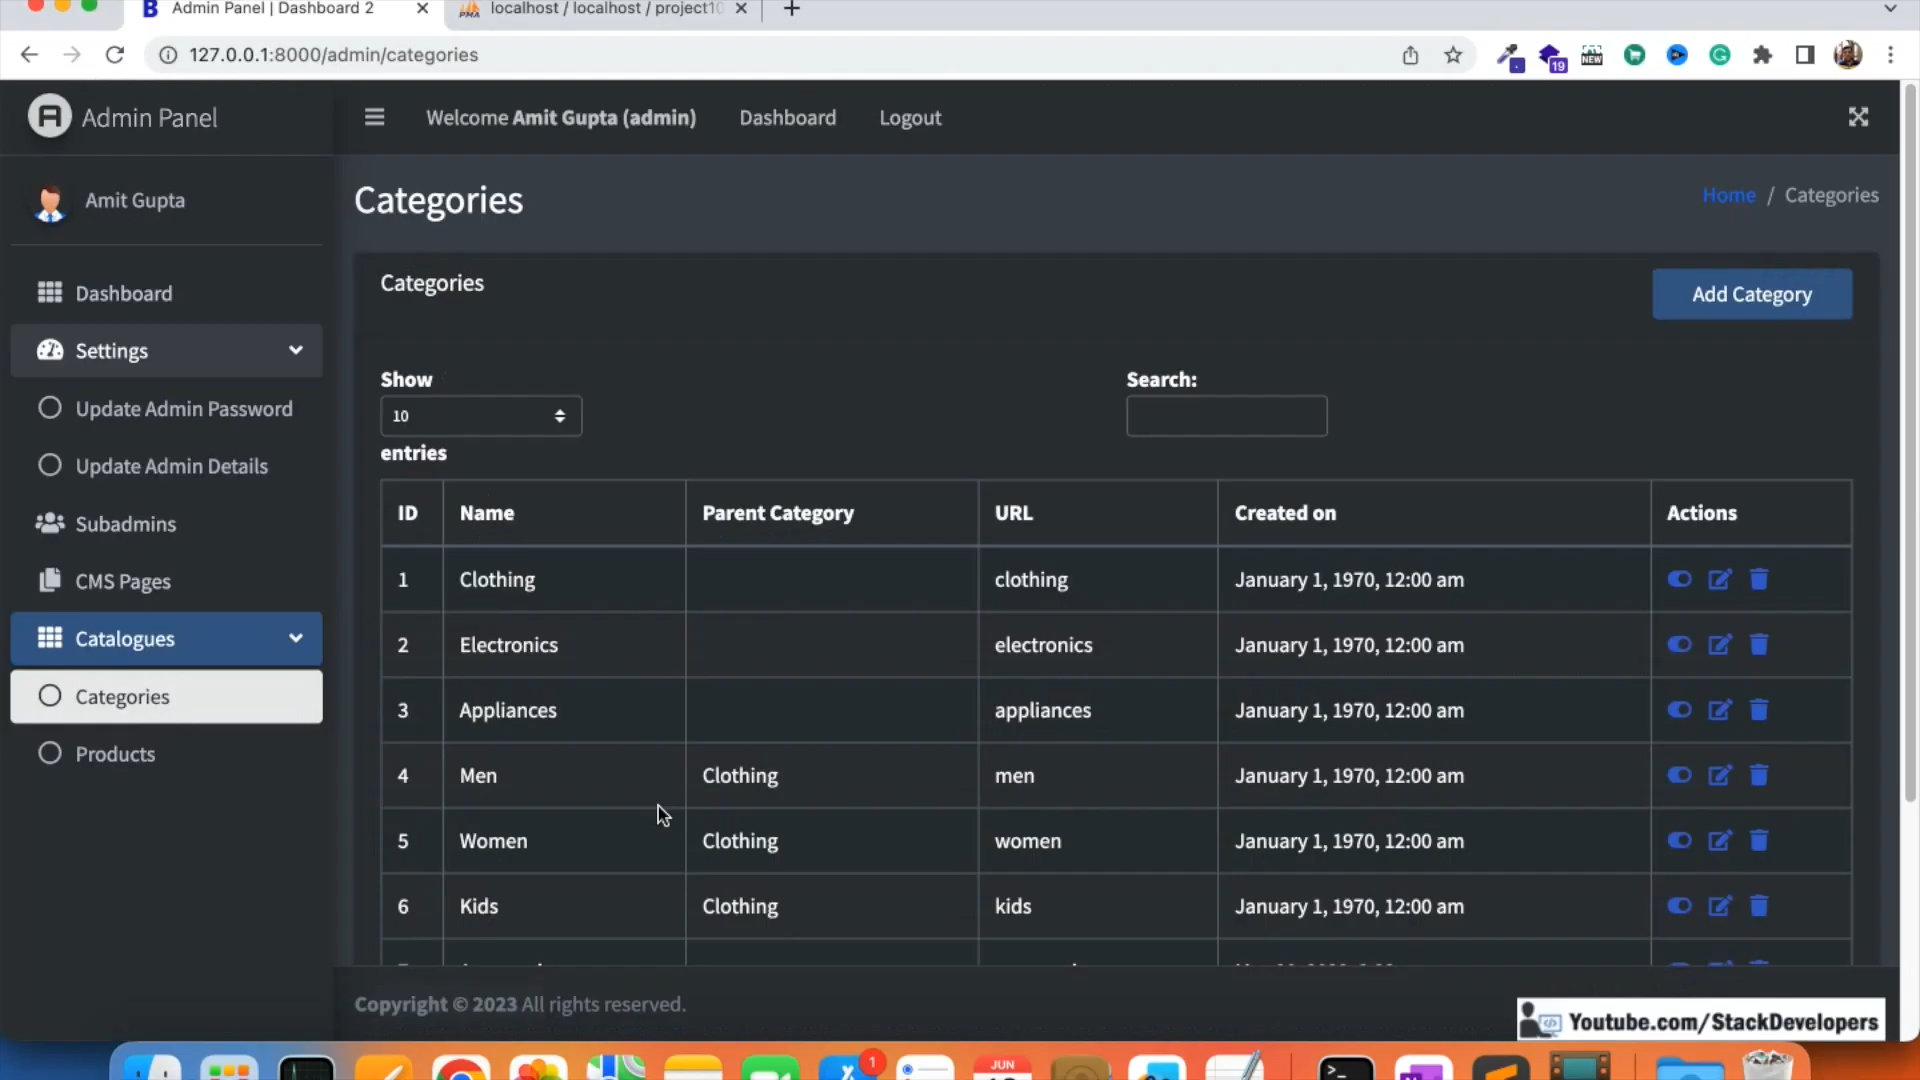 Admin Panel | Dashboard 2
localhost / localhost / project10
127.0.0.1:8000/admin/categories
19
NEW
Admin Panel
Welcome Amit Gupta (admin)
Dashboard
Logout
Amit Gupta
Categories
Home / Categories
Dashboard
Settings
Update Admin Password
Update Admin Details
Subadmins
CMS Pages
Catalogues
Categories
Products
Categories
Add Category
Show
10
entries
Search:
ID Name Parent Category URL Created on Actions
1 Clothing clothing January 1, 1970, 12:00 am
2 Electronics electronics January 1, 1970, 12:00 am
3 Appliances appliances January 1, 1970, 12:00 am
4 Men Clothing men January 1, 1970, 12:00 am
5 Women Clothing women January 1, 1970, 12:00 am
6 Kids Clothing kids January 1, 1970, 12:00 am
Copyright © 2023 All rights reserved.
Youtube.com/StackDevelopers
1
JUN